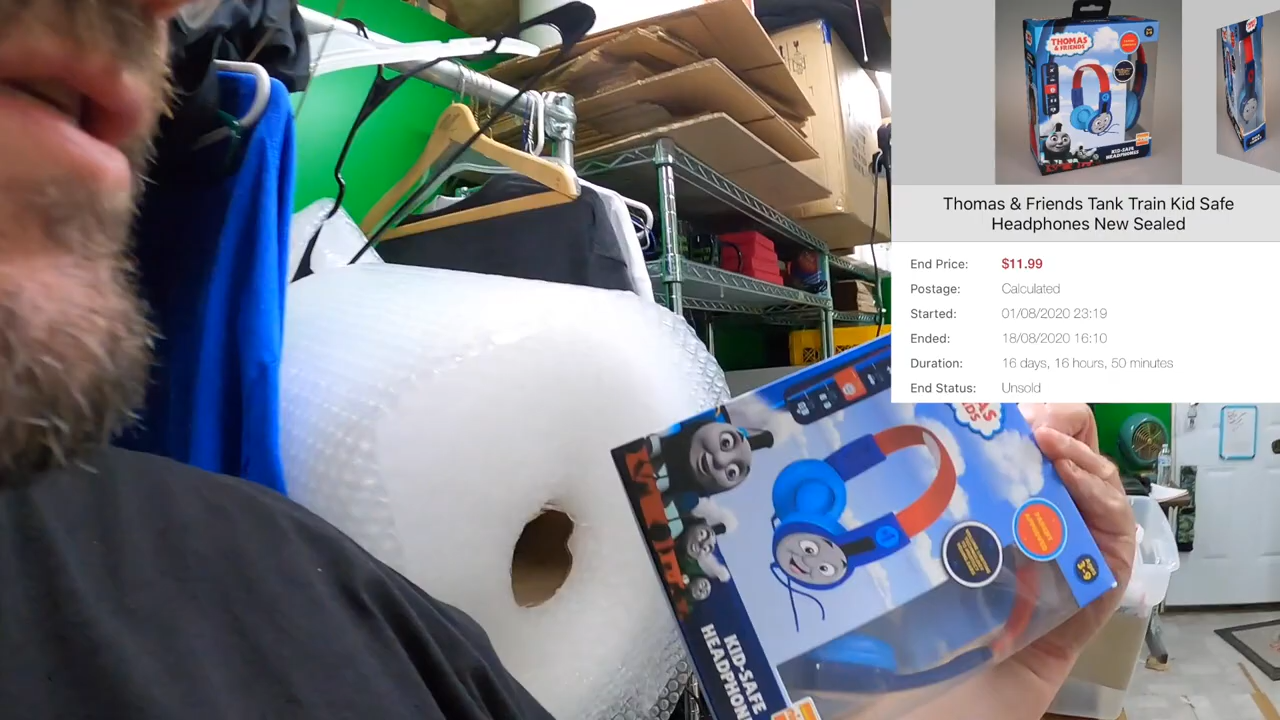 THOMAS
& FRIENDS
KID-SAFE
HEADPHONES
Thomas & Friends Tank Train Kid Safe
Headphones New Sealed
End Price: $11.99
Postage: Calculated
Started: 01/08/2020 23:19
Ended: 18/08/2020 16:10
Duration: 16 days, 16 hours, 50 minutes
End Status: Unsold
KID-SAFE